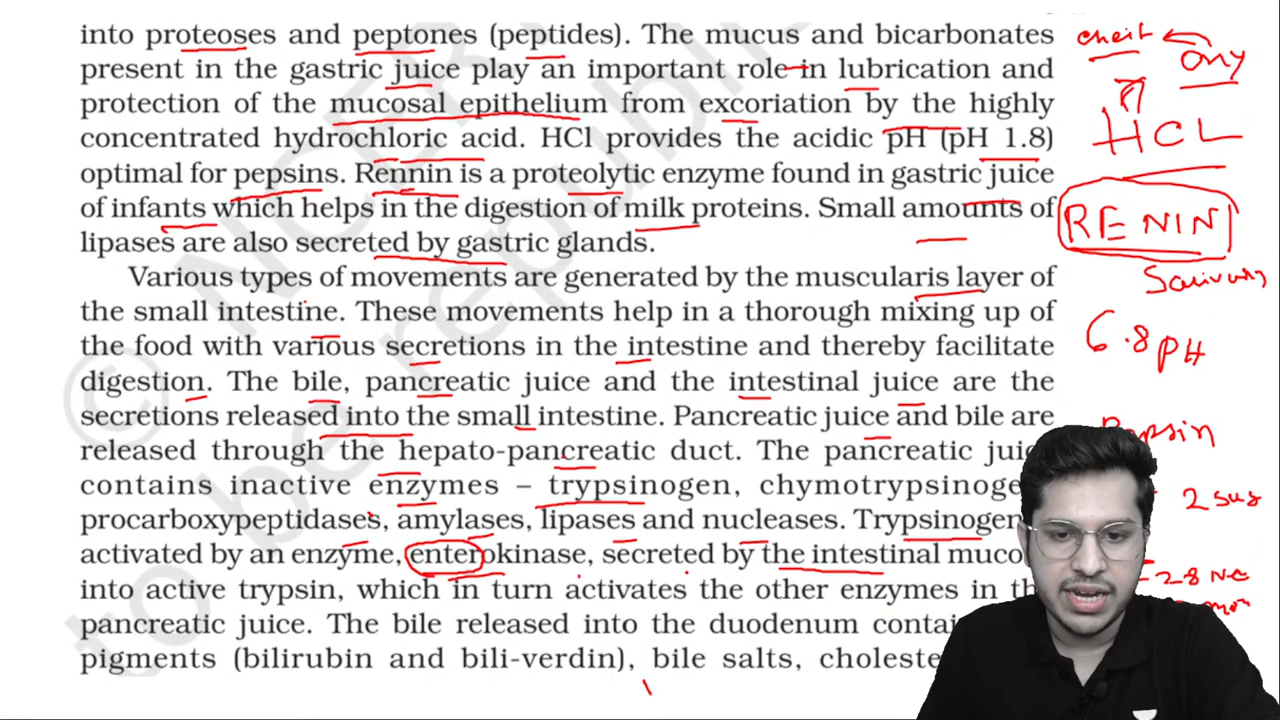 into proteoses and peptones (peptides). The mucus and bicarbonates
present in the gastric juice play an important role in lubrication and
protection of the mucosal epithelium from excoriation by the highly
concentrated hydrochloric acid. HCl provides the acidic pH (pH 1.8)
optimal for pepsins. Rennin is a proteolytic enzyme found in gastric juice
of infants which helps in the digestion of milk proteins. Small amounts of
lipases are also secreted by gastric glands.
Various types of movements are generated by the muscularis layer of
the small intestine. These movements help in a thorough mixing up of
the food with various secretions in the intestine and thereby facilitate
digestion. The bile, pancreatic juice and the intestinal juice are the
secretions released into the small intestine. Pancreatic juice and bile are
released through the hepato-pancreatic duct. The pancreatic juic
contains inactive enzymes – trypsinogen, chymotrypsinoge
procarboxypeptidases, amylases, lipases and nucleases. Trypsinogen
activated by an enzyme, enterokinase, secreted by the intestinal muco
into active trypsin, which in turn activates the other enzymes in th
pancreatic juice. The bile released into the duodenum contai
pigments (bilirubin and bili-verdin), bile salts, choleste
HCL
RENIN
6.8 PH
Pepsin